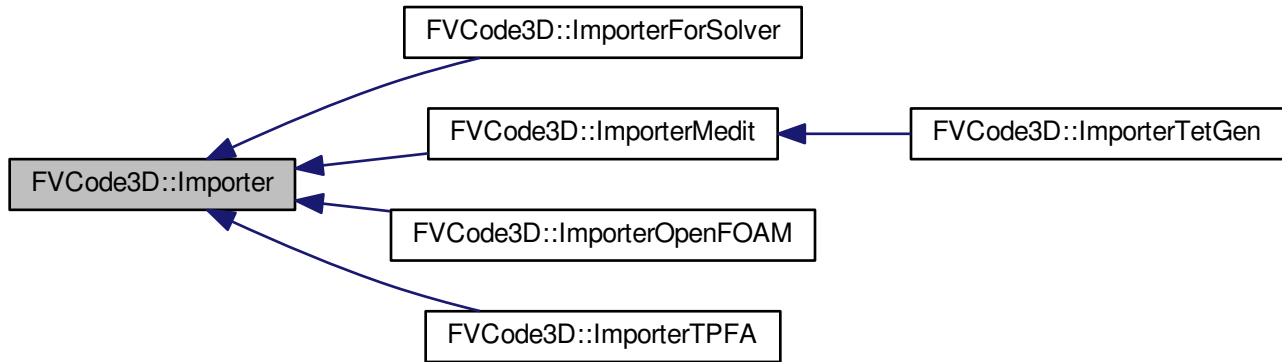 FVCode3D::ImporterForSolver
FVCode3D::ImporterMedit
FVCode3D::ImporterTetGen
FVCode3D::Importer
FVCode3D::ImporterOpenFOAM
FVCode3D::ImporterTPFA